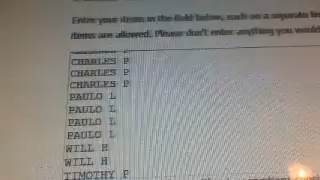 Enter your items in the field below, each on a separate line
items are allowed. Please don't enter anything you would
CHARLES P
CHARLES P
CHARLES P
PAULO L
PAULO L
PAULO L
PAULO L
WILL H
WILL H
TIMOTHY P